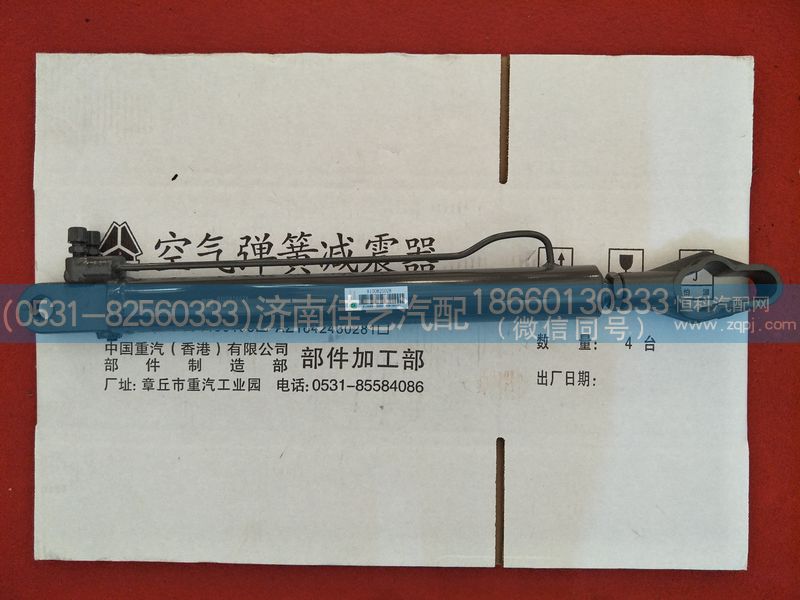 空气弹簧减震器
(0531-82560333)济南佳艺汽配
18660130333
(微信同号)
恒科汽配网
www.zqpj.com
中国重汽(香港)有限公司
部件制造部
部件加工部
厂址:章丘市重汽工业园 电话:0531-85584086
数量: 4台
出厂日期: